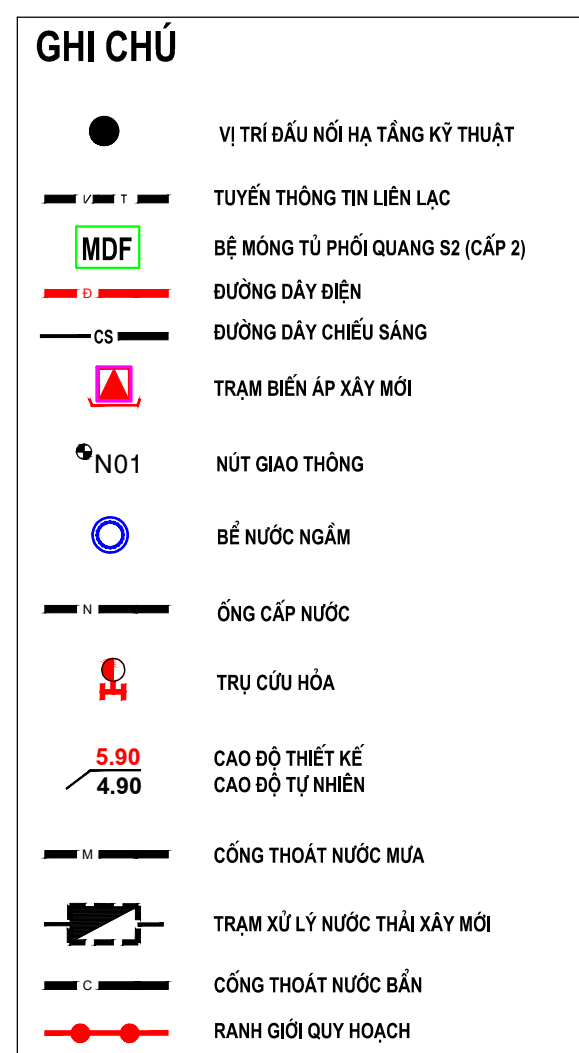 GHI CHÚ
VỊ TRÍ ĐẤU NỐI HẠ TẦNG KỸ THUẬT
V T TUYẾN THÔNG TIN LIÊN LẠC
MDF BỆ MÓNG TỦ PHỐI QUANG S2 (CẤP 2)
Đ ĐƯỜNG DÂY ĐIỆN
CS ĐƯỜNG DÂY CHIẾU SÁNG
TRẠM BIẾN ÁP XÂY MỚI
N01 NÚT GIAO THÔNG
BỂ NƯỚC NGẦM
N ỐNG CẤP NƯỚC
TRỤ CỨU HỎA
5.90 CAO ĐỘ THIẾT KẾ
4.90 CAO ĐỘ TỰ NHIÊN
M CỐNG THOÁT NƯỚC MƯA
TRẠM XỬ LÝ NƯỚC THẢI XÂY MỚI
C CỐNG THOÁT NƯỚC BẨN
RANH GIỚI QUY HOẠCH